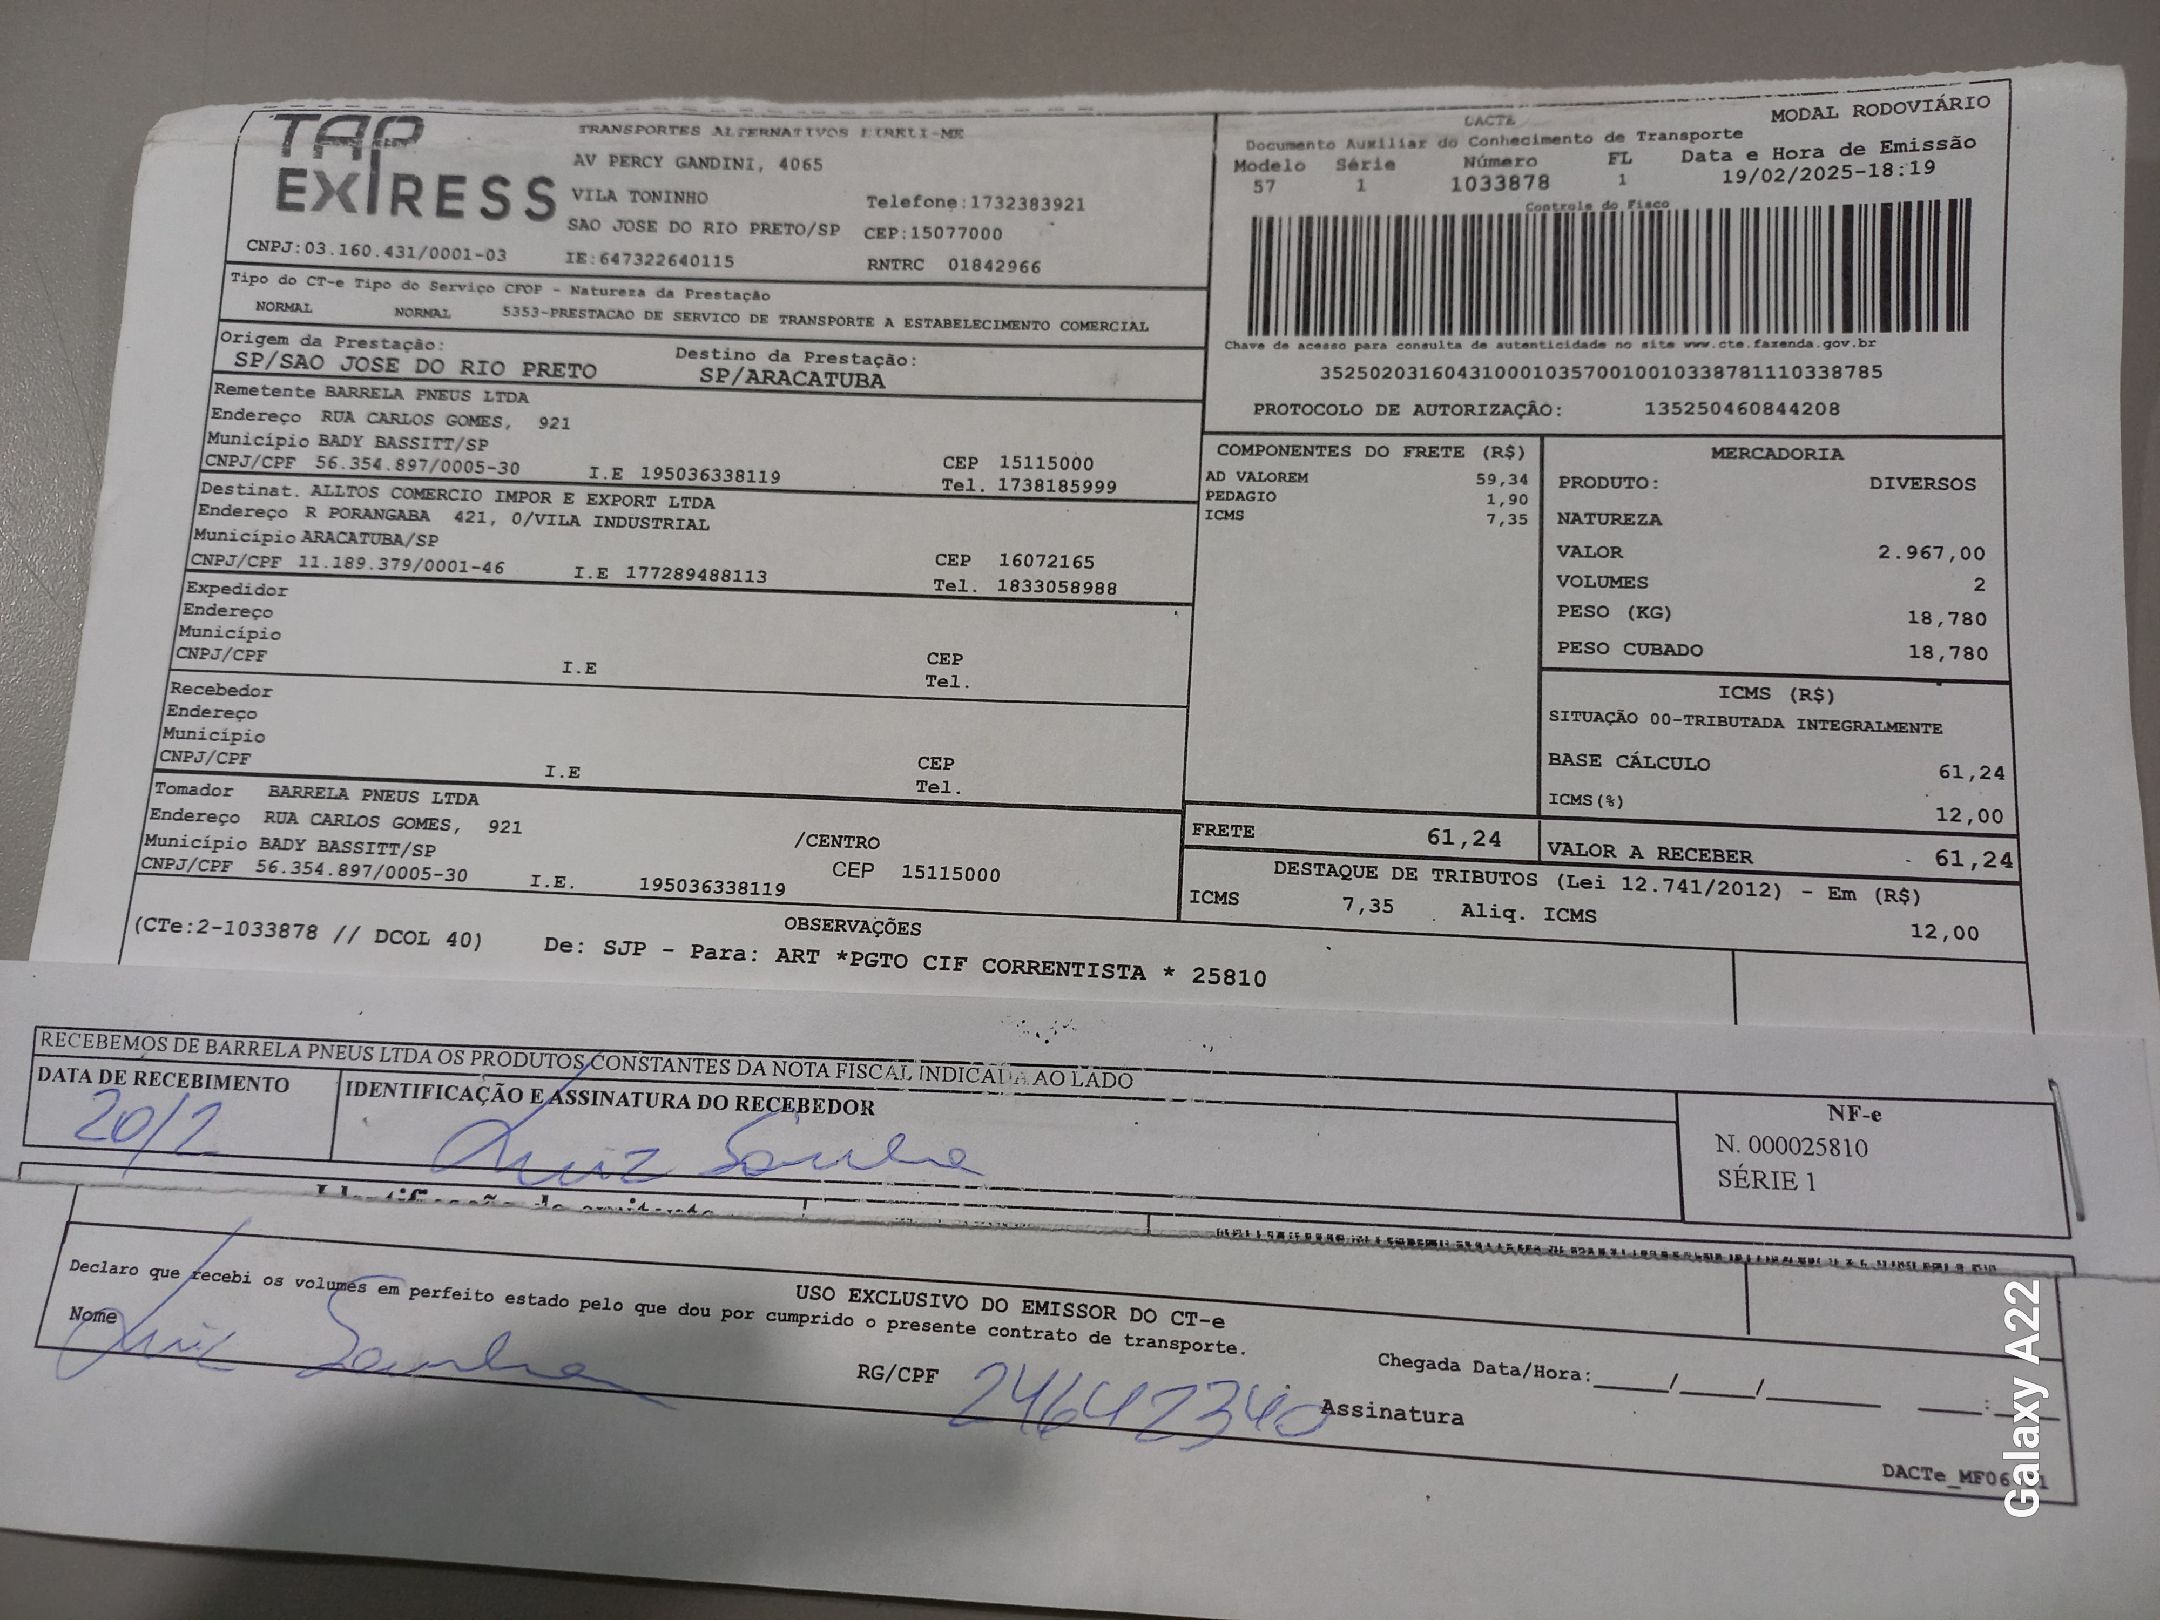 TAP EXPRESS
TRANSPORTES ALTERNATIVOS EIRELI-ME
AV PERCY GANDINI, 4065
VILA TONINHO Telefone:1732383921
SAO JOSE DO RIO PRETO/SP CEP:15077000
CNPJ:03.160.431/0001-03 IE:647322640115 RNTRC 01842966
DACTE MODAL RODOVIÁRIO
Documento Auxiliar do Conhecimento de Transporte
Modelo Série Número FL Data e Hora de Emissão
57 1 1033878 1 19/02/2025-18:19
Controle do Fisco
Chave de acesso para consulta de autenticidade no site www.cte.fazenda.gov.br
35250203160431000103570010010338781110338785
PROTOCOLO DE AUTORIZAÇÃO: 135250460844208
Tipo do CT-e Tipo do Serviço CFOP - Natureza da Prestação
NORMAL NORMAL 5353-PRESTACAO DE SERVICO DE TRANSPORTE A ESTABELECIMENTO COMERCIAL
Origem da Prestação: Destino da Prestação:
SP/SAO JOSE DO RIO PRETO SP/ARACATUBA
Remetente BARRELA PNEUS LTDA
Endereço RUA CARLOS GOMES, 921
Município BADY BASSITT/SP CEP 15115000
CNPJ/CPF 56.354.897/0005-30 I.E 195036338119 Tel. 1738185999
Destinat. ALLTOS COMERCIO IMPOR E EXPORT LTDA
Endereço R PORANGABA 421, 0/VILA INDUSTRIAL
Município ARACATUBA/SP CEP 16072165
CNPJ/CPF 11.189.379/0001-46 I.E 177289488113 Tel. 1833058988
Expedidor
Endereço
Município CEP
CNPJ/CPF I.E Tel.
Recebedor
Endereço
Município CEP
CNPJ/CPF I.E Tel.
Tomador BARRELA PNEUS LTDA
Endereço RUA CARLOS GOMES, 921 /CENTRO
Município BADY BASSITT/SP CEP 15115000
CNPJ/CPF 56.354.897/0005-30 I.E. 195036338119
COMPONENTES DO FRETE (R$)
AD VALOREM 59,34
PEDAGIO 1,90
ICMS 7,35
MERCADORIA
PRODUTO: DIVERSOS
NATUREZA
VALOR 2.967,00
VOLUMES 2
PESO (KG) 18,780
PESO CUBADO 18,780
ICMS (R$)
SITUAÇÃO 00-TRIBUTADA INTEGRALMENTE
BASE CÁLCULO 61,24
ICMS(%) 12,00
FRETE 61,24 VALOR A RECEBER 61,24
DESTAQUE DE TRIBUTOS (Lei 12.741/2012) - Em (R$)
ICMS 7,35 Aliq. ICMS 12,00
OBSERVAÇÕES
(CTe:2-1033878 // DCOL 40) De: SJP - Para: ART *PGTO CIF CORRENTISTA * 25810
RECEBEMOS DE BARRELA PNEUS LTDA OS PRODUTOS CONSTANTES DA NOTA FISCAL INDICADA AO LADO
DATA DE RECEBIMENTO IDENTIFICAÇÃO E ASSINATURA DO RECEBEDOR
20/2 Luiz
NF-e
N. 000025810
SÉRIE 1
USO EXCLUSIVO DO EMISSOR DO CT-e
Declaro que recebi os volumes em perfeito estado pelo que dou por cumprido o presente contrato de transporte.
Nome Luiz RG/CPF 24642340 Assinatura
Chegada Data/Hora:____/____/____ ____:____
Galaxy A22